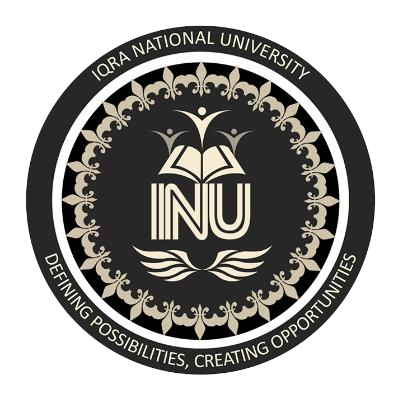 IQRA NATIONAL UNIVERSITY
INU
DEFINING POSSIBILITIES, CREATING OPPORTUNITIES